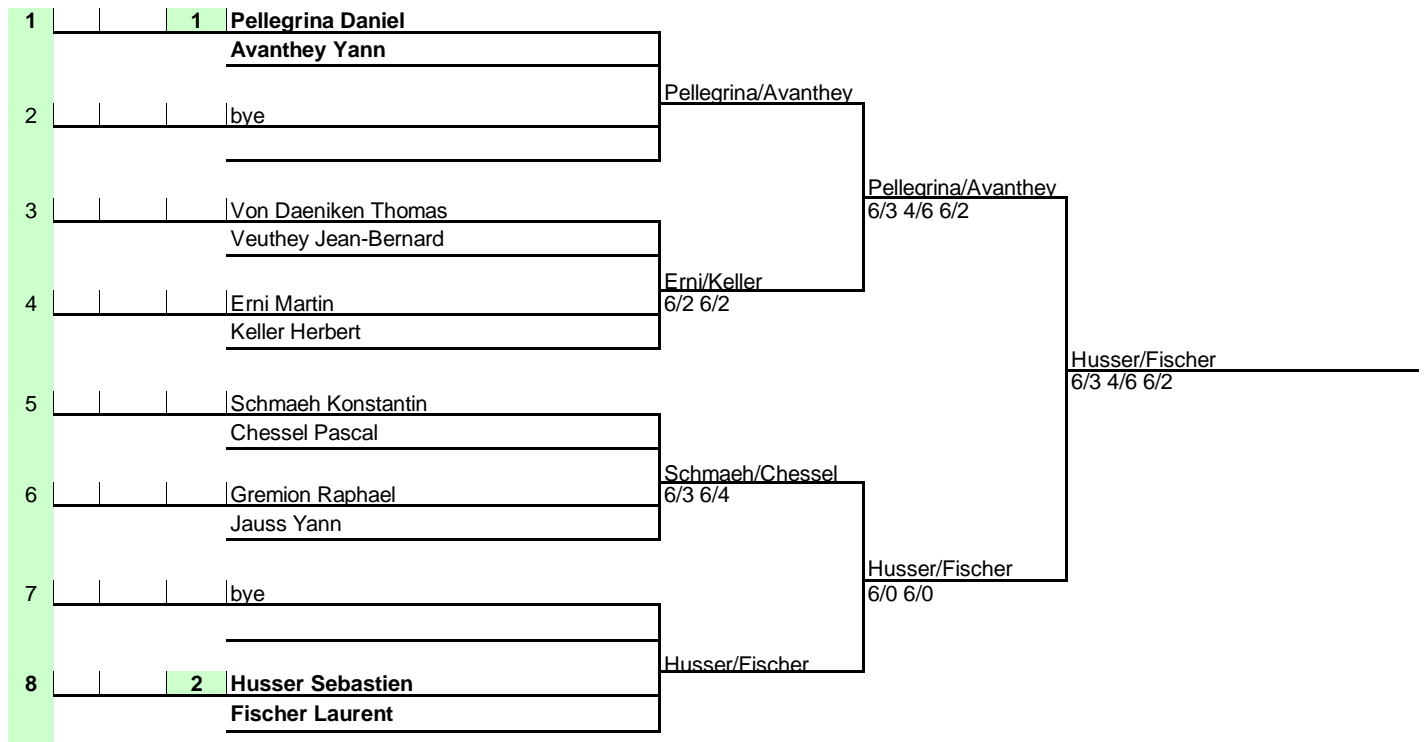 1 1 Pellegrina Daniel
Avanthey Yann
Pellegrina/Avanthey
2 bye
Pellegrina/Avanthey
6/3 4/6 6/2
3 Von Daeniken Thomas
Veuthey Jean-Bernard
Erni/Keller
6/2 6/2
4 Erni Martin
Keller Herbert
Husser/Fischer
6/3 4/6 6/2
5 Schmaeh Konstantin
Chessel Pascal
Schmaeh/Chessel
6/3 6/4
6 Gremion Raphael
Jauss Yann
Husser/Fischer
6/0 6/0
7 bye
Husser/Fischer
8 2 Husser Sebastien
Fischer Laurent